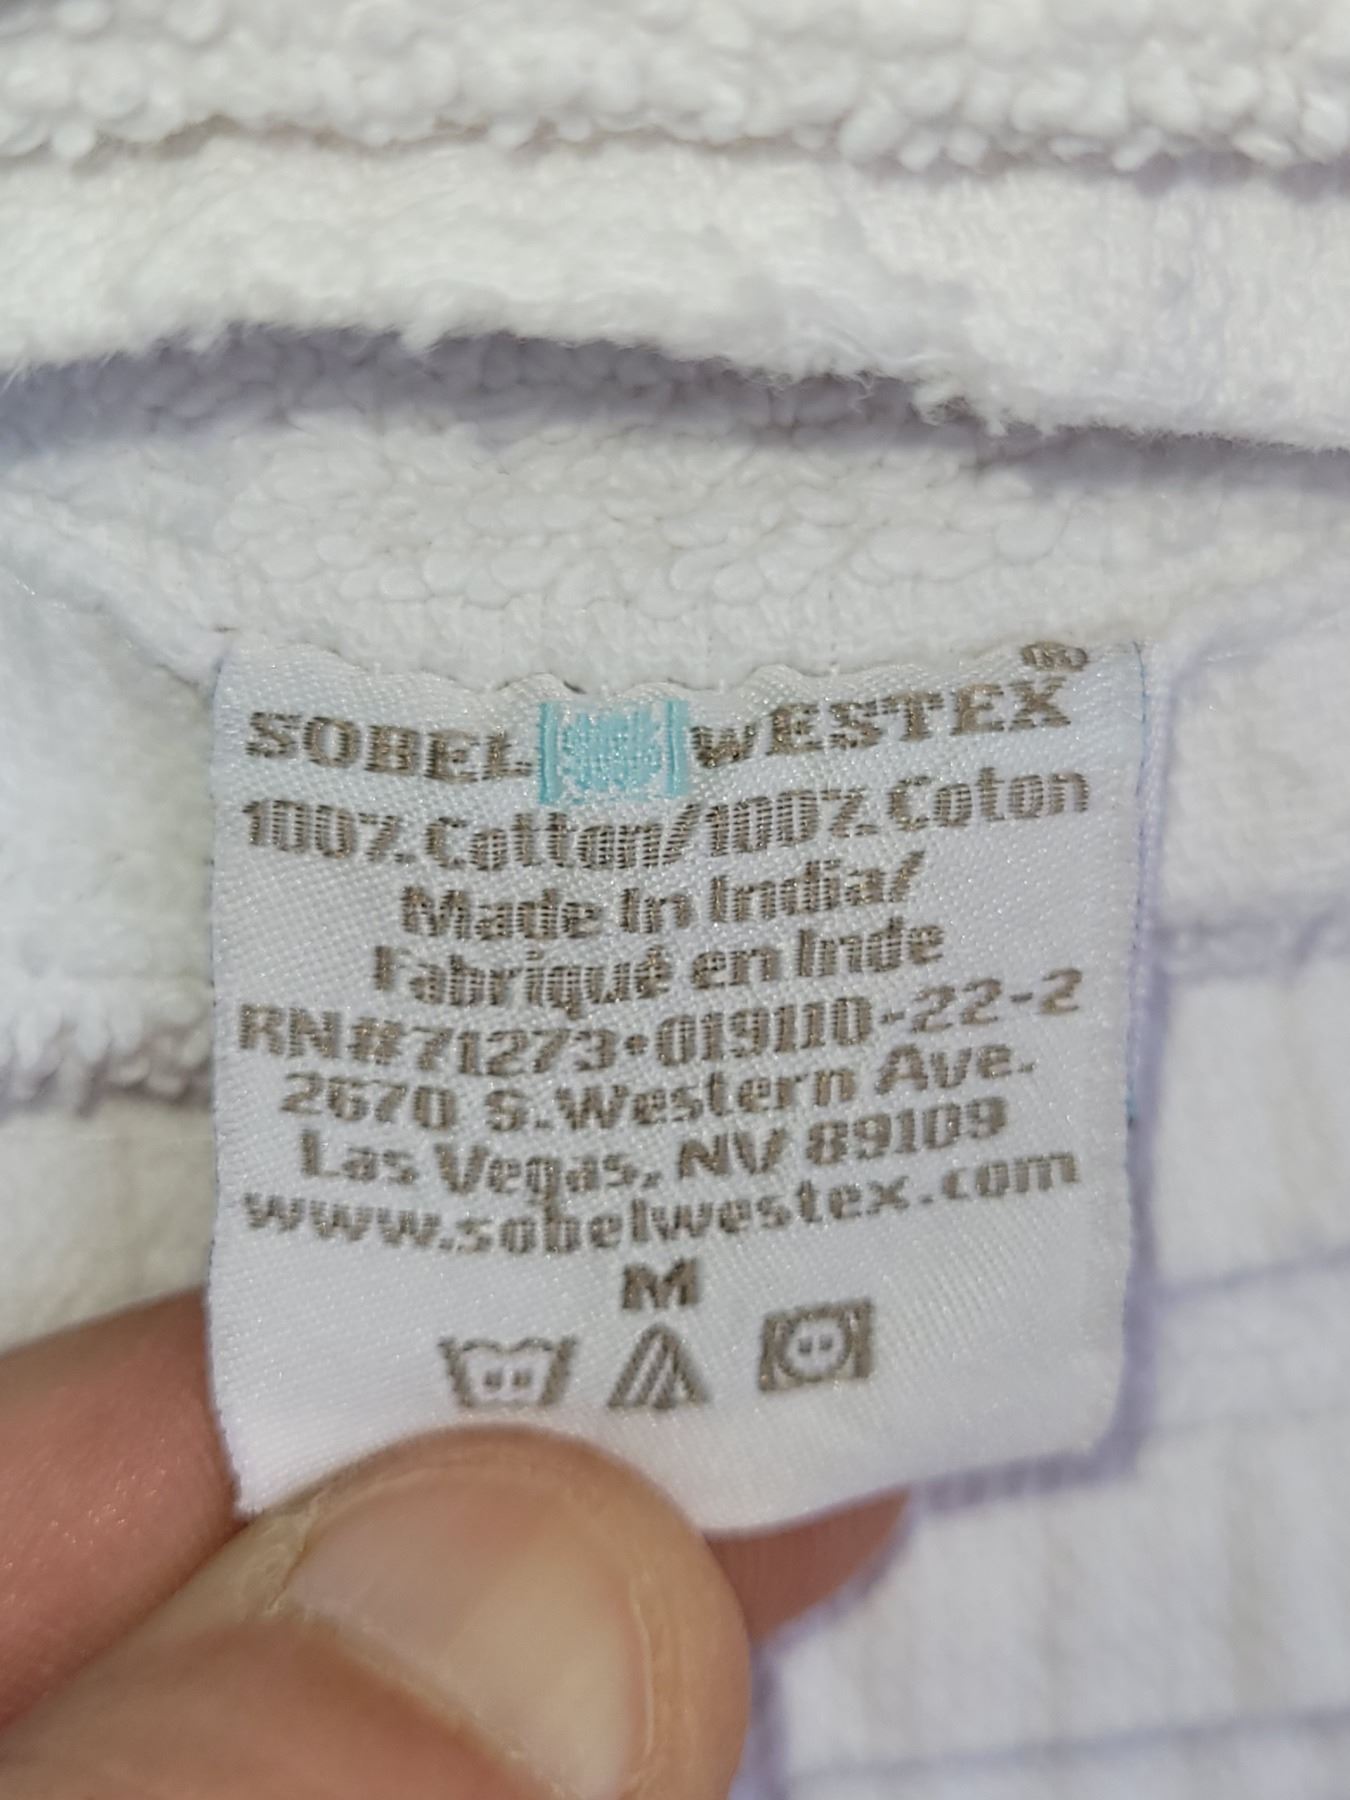 SOBEL WESTEX®
100% Cotton/100% Coton
Made In India/
Fabriqué en Inde
RN#71273•019110-22-2
2670 S. Western Ave.
Las Vegas, NV 89109
www.sobelwestex.com
M